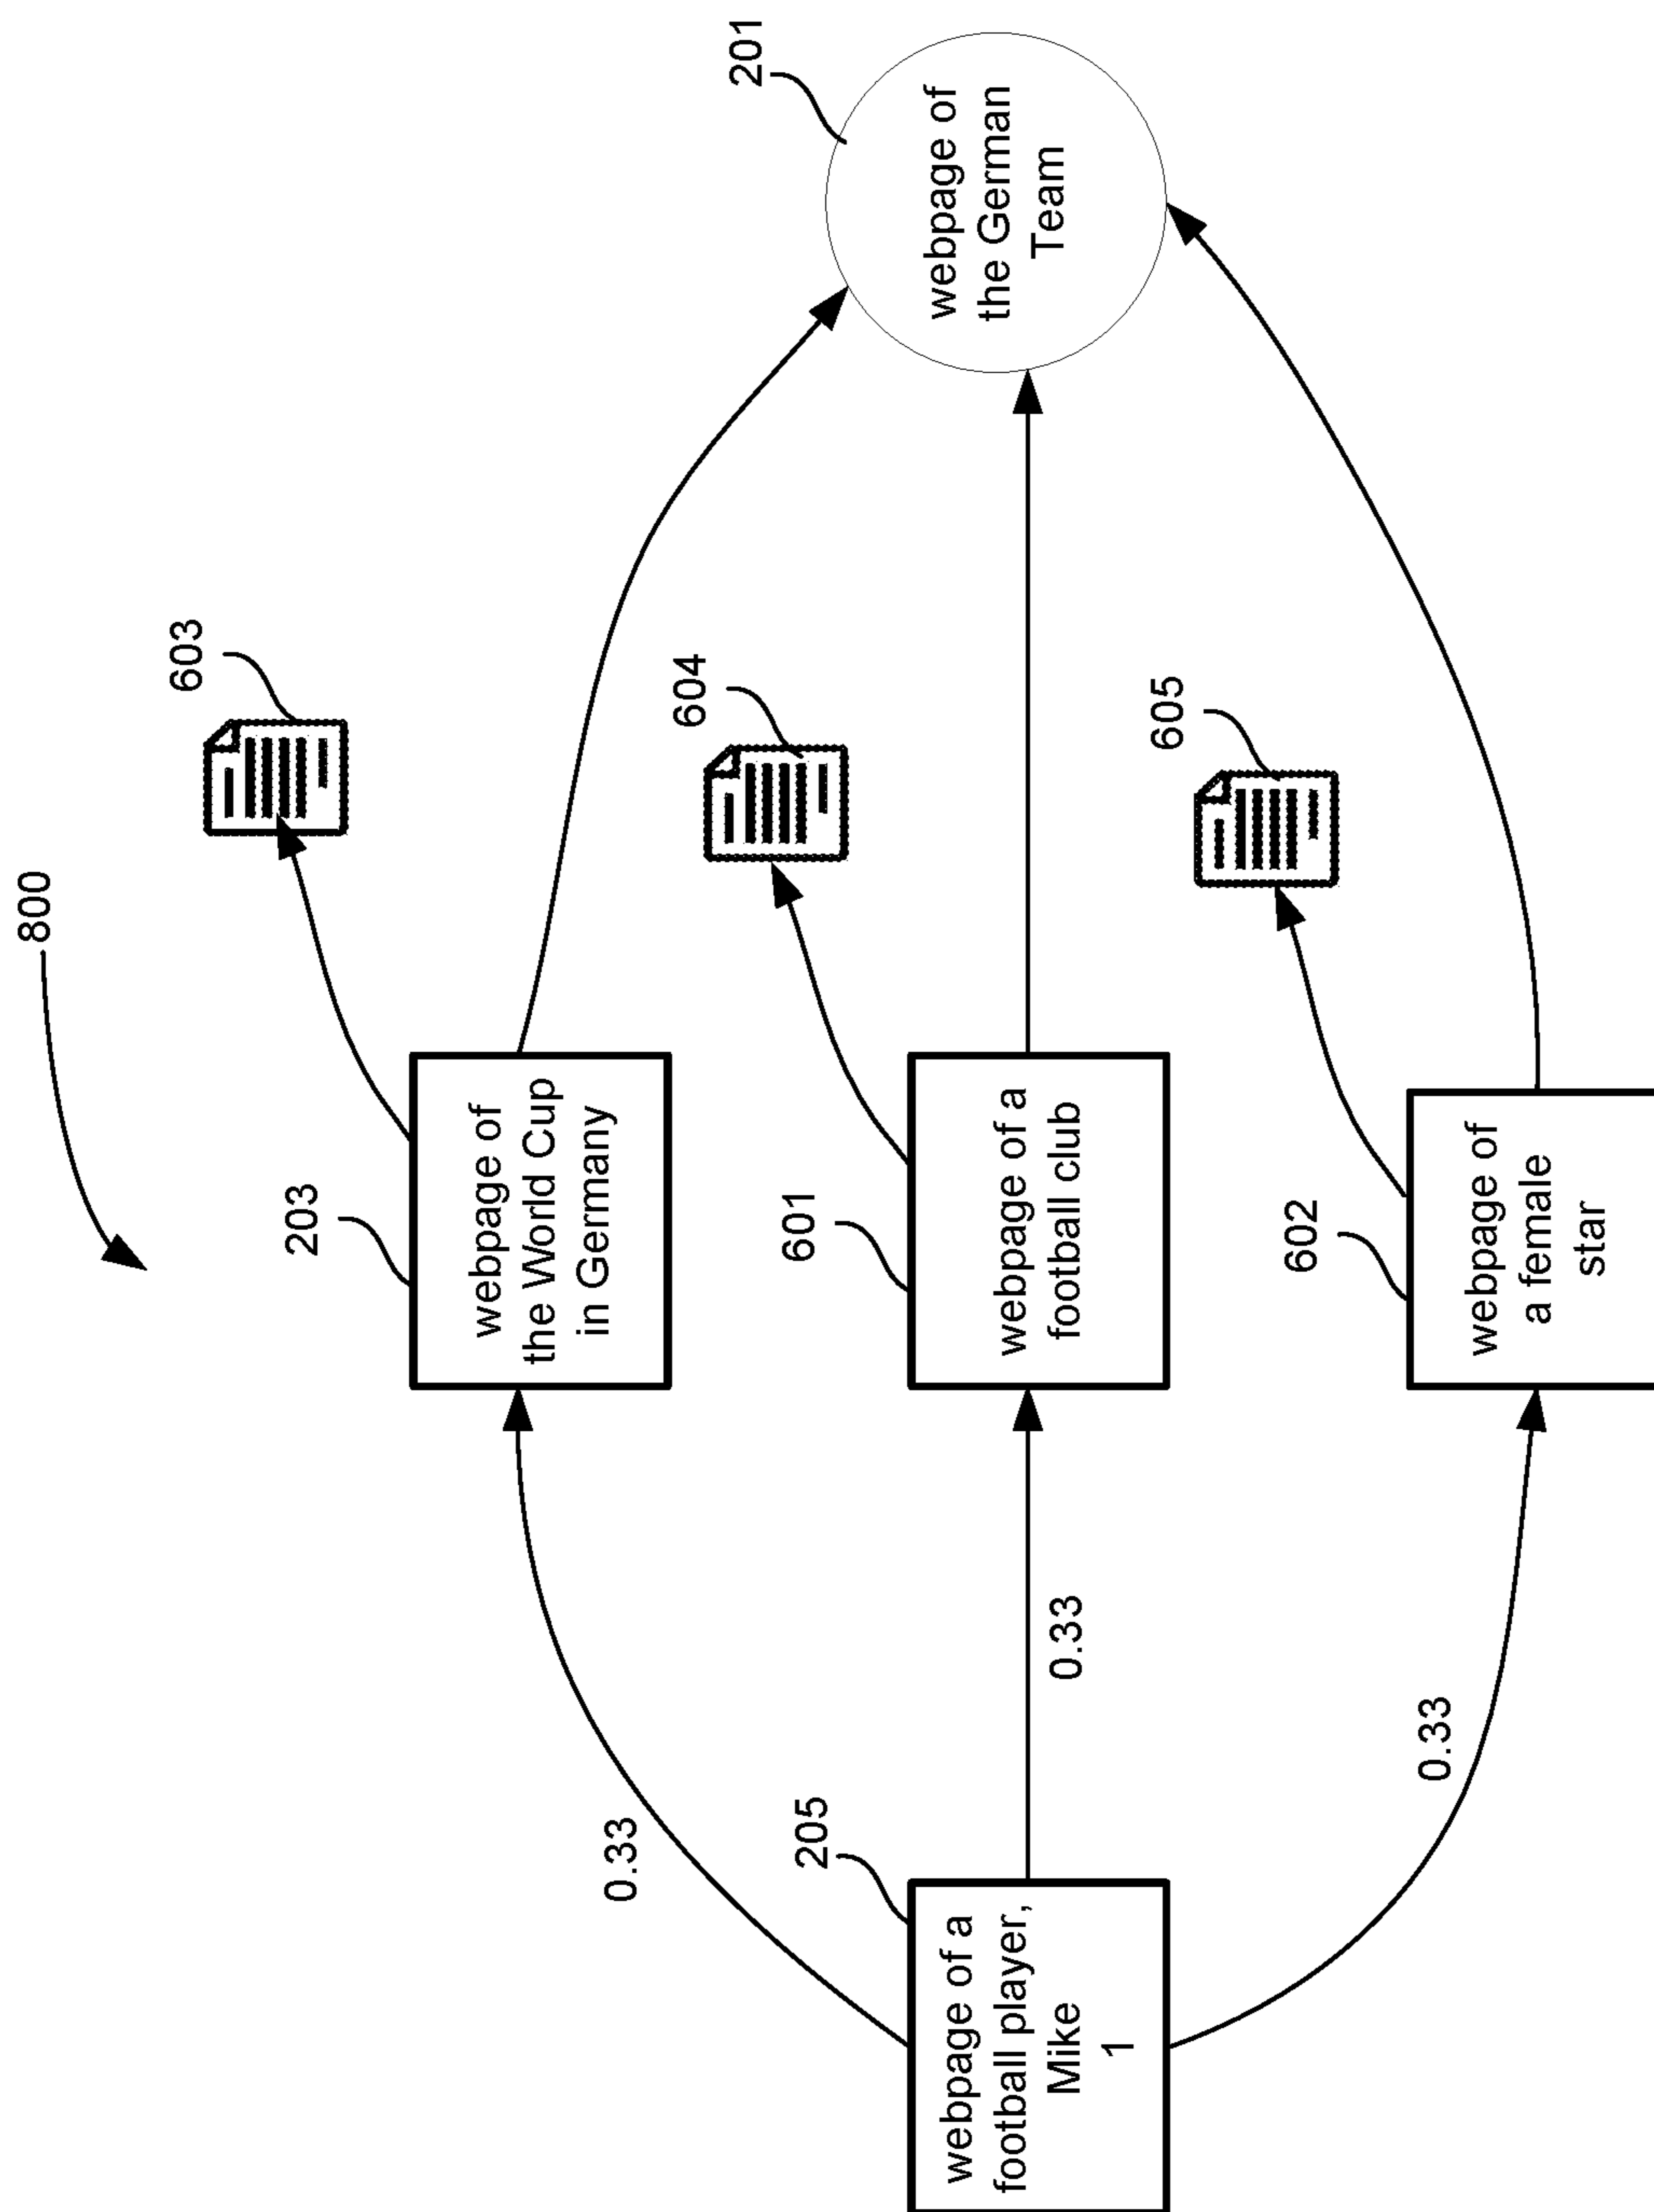 800
603
203
webpage of
the World Cup
in Germany
0.33
604
601
webpage of a
football club
205
webpage of a
football player,
Mike
1
0.33
201
webpage of
the German
Team
605
602
webpage of
a female
star
0.33